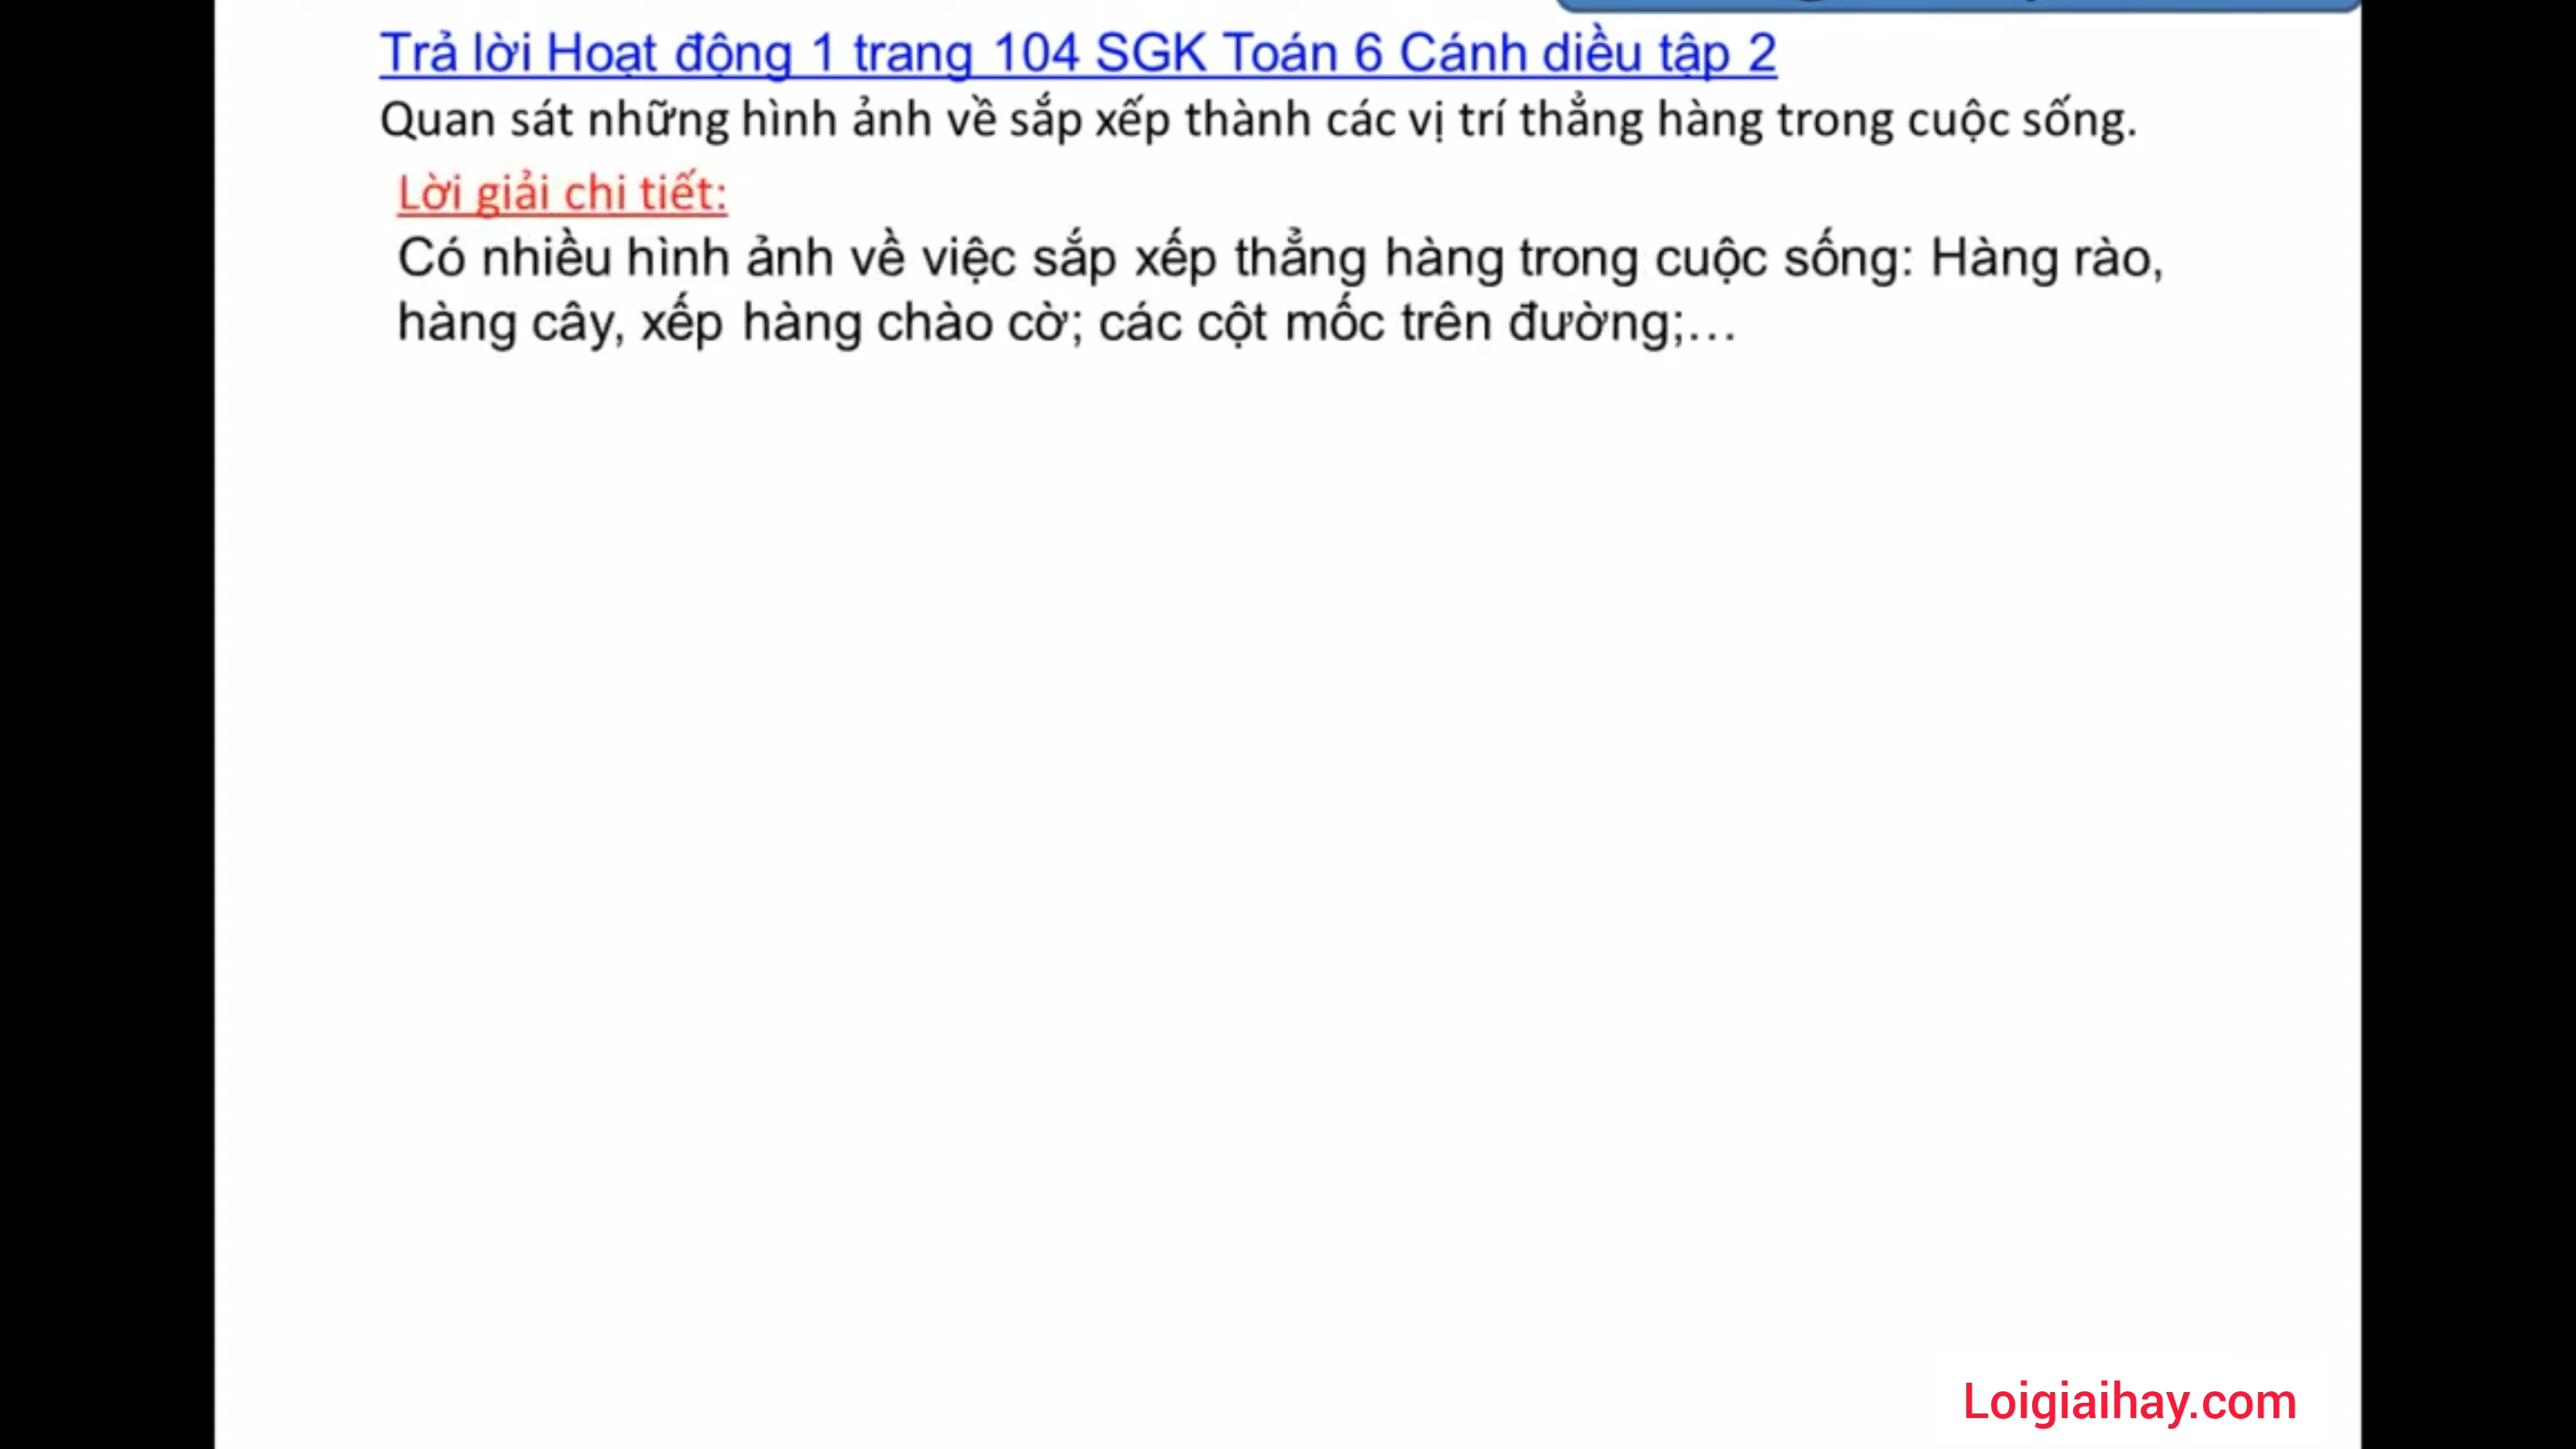 Trả lời Hoạt động 1 trang 104 SGK Toán 6 Cánh diều tập 2
Quan sát những hình ảnh về sắp xếp thành các vị trí thẳng hàng trong cuộc sống.
Lời giải chi tiết:
Có nhiều hình ảnh về việc sắp xếp thẳng hàng trong cuộc sống: Hàng rào,
hàng cây, xếp hàng chào cờ; các cột mốc trên đường;…
Loigiaihay.com